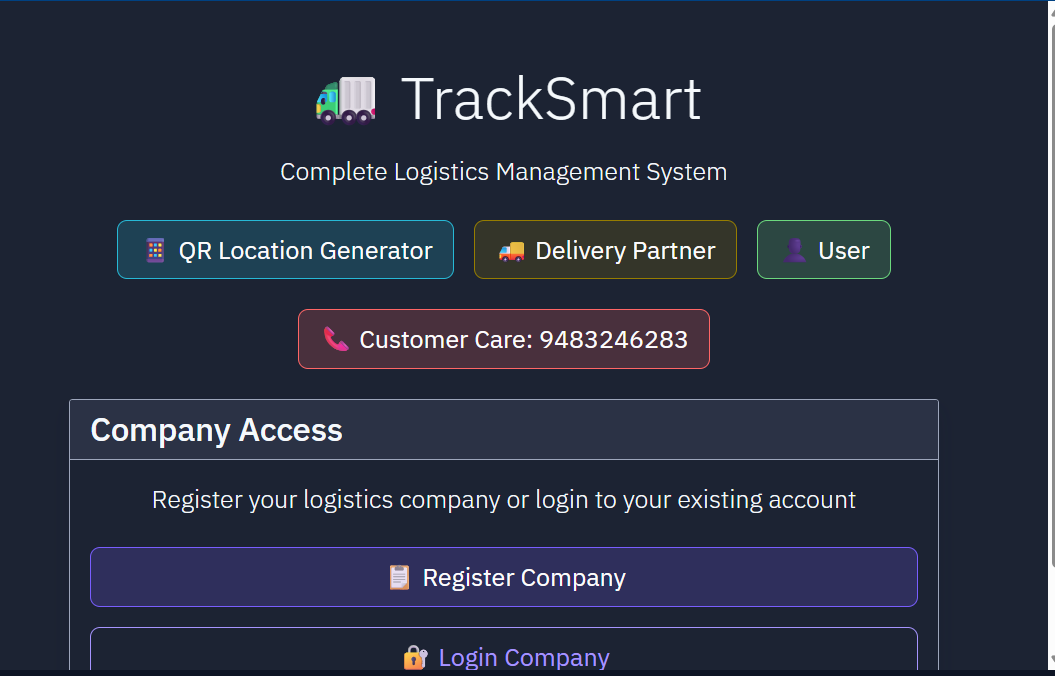 TrackSmart
Complete Logistics Management System
QR Location Generator
Delivery Partner
User
Customer Care: 9483246283
Company Access
Register your logistics company or login to your existing account
Register Company
Login Company